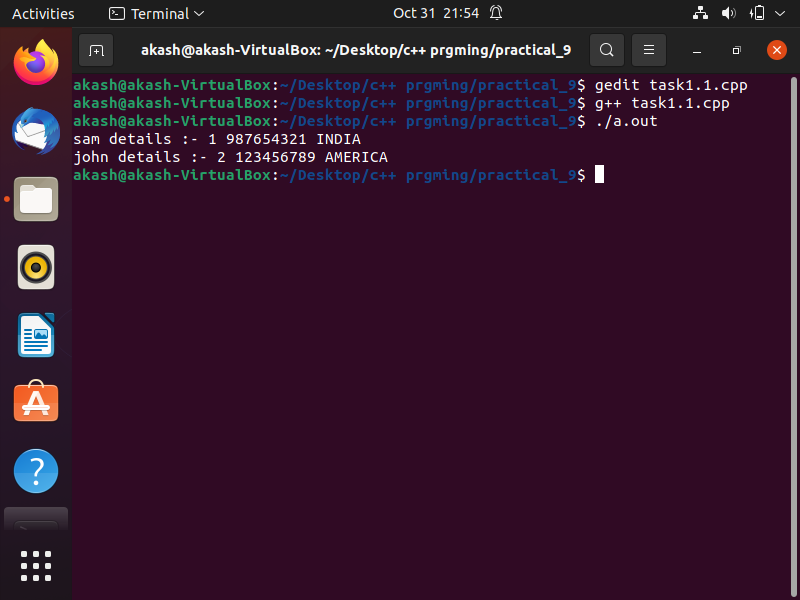 Activities Terminal Oct 31 21:54
akash@akash-VirtualBox: ~/Desktop/c++ prgming/practical_9
akash@akash-VirtualBox:~/Desktop/c++ prgming/practical_9$ gedit task1.1.cpp
akash@akash-VirtualBox:~/Desktop/c++ prgming/practical_9$ g++ task1.1.cpp
akash@akash-VirtualBox:~/Desktop/c++ prgming/practical_9$ ./a.out
sam details :- 1 987654321 INDIA
john details :- 2 123456789 AMERICA
akash@akash-VirtualBox:~/Desktop/c++ prgming/practical_9$